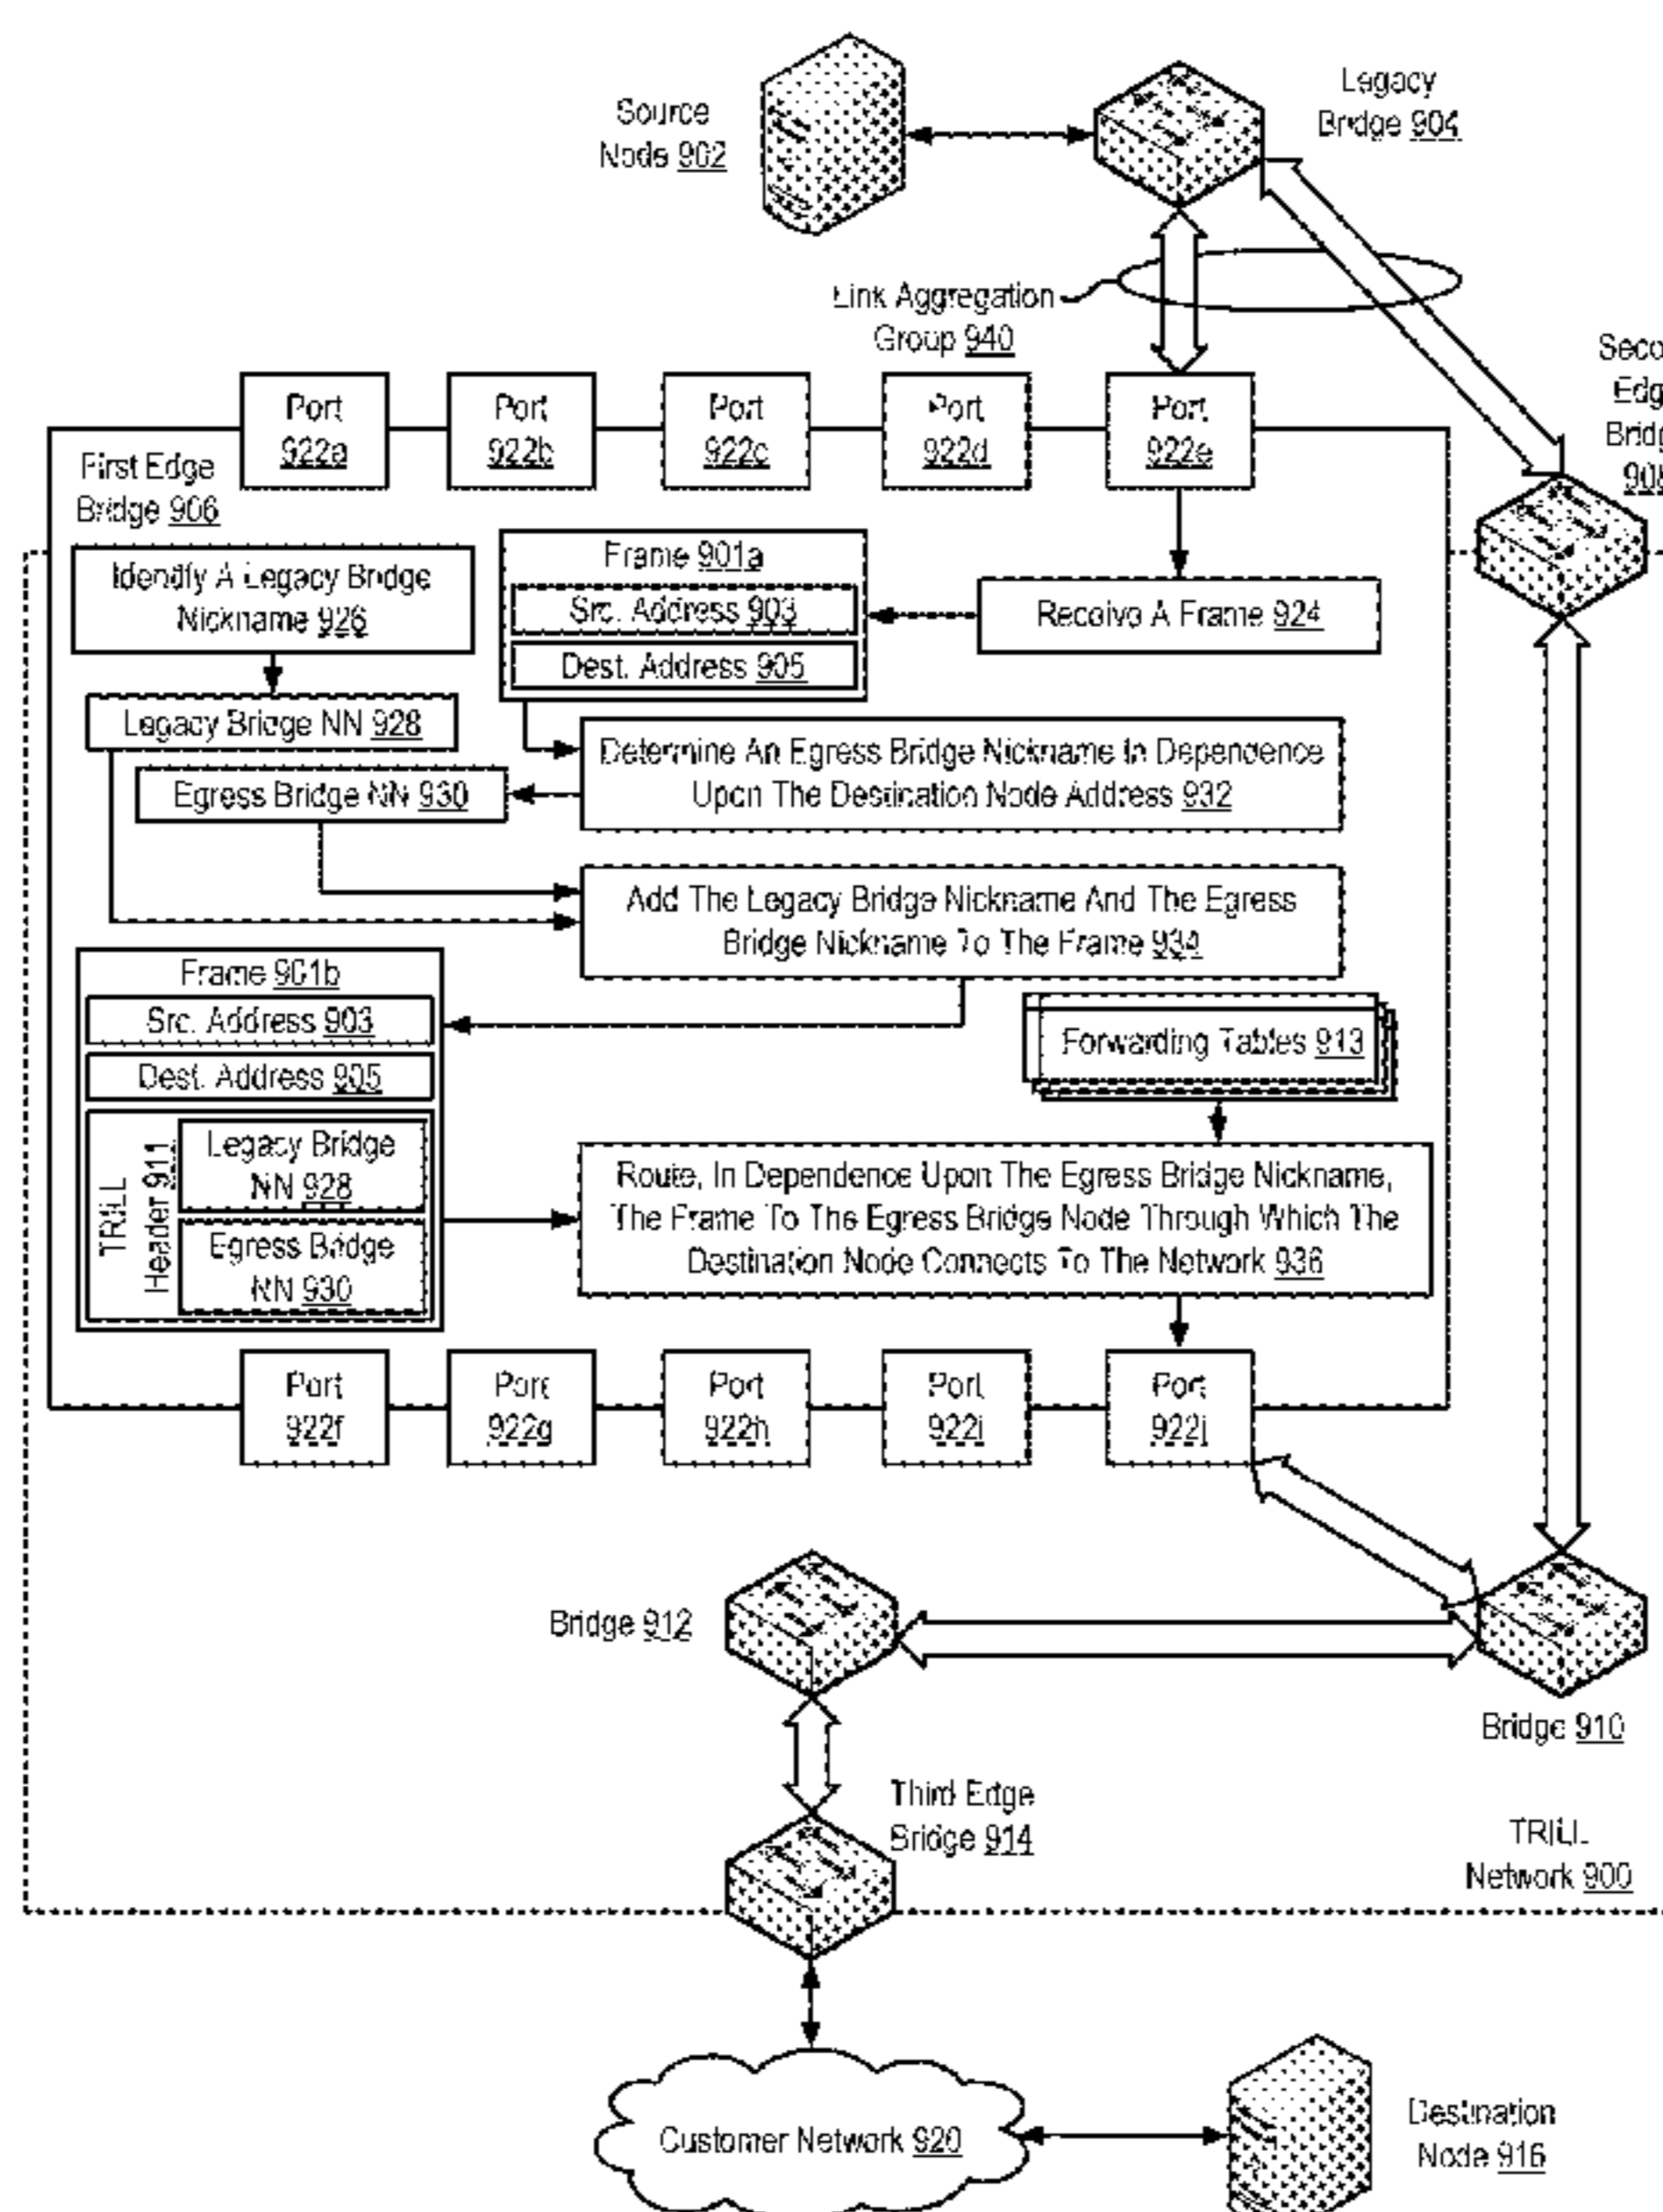 Source
Node 902
Legacy
Bridge 904
Link Aggregation
Group 940
Seco
Edg
Bridg
908
Port
922a
Port
922b
Port
922c
Port
922d
Port
922e
First Edge
Bridge 906
Identify A Legacy Bridge
Nickname 926
Frame 901a
Src. Address 903
Dest. Address 905
Receive A Frame 924
Legacy Bridge NN 928
Egress Bridge NN 930
Determine An Egress Bridge Nickname In Dependence
Upon The Destination Node Address 932
Add The Legacy Bridge Nickname And The Egress
Bridge Nickname To The Frame 934
Frame 901b
Src. Address 903
Dest. Address 905
TRILL
Header 911
Legacy Bridge
NN 928
Egress Bridge
NN 930
Forwarding Tables 913
Route, In Dependence Upon The Egress Bridge Nickname,
The Frame To The Egress Bridge Node Through Which The
Destination Node Connects To The Network 936
Port
922f
Port
922g
Port
922h
Port
922i
Port
922j
Bridge 912
Bridge 910
Third Edge
Bridge 914
TRILL
Network 900
Customer Network 920
Destination
Node 916